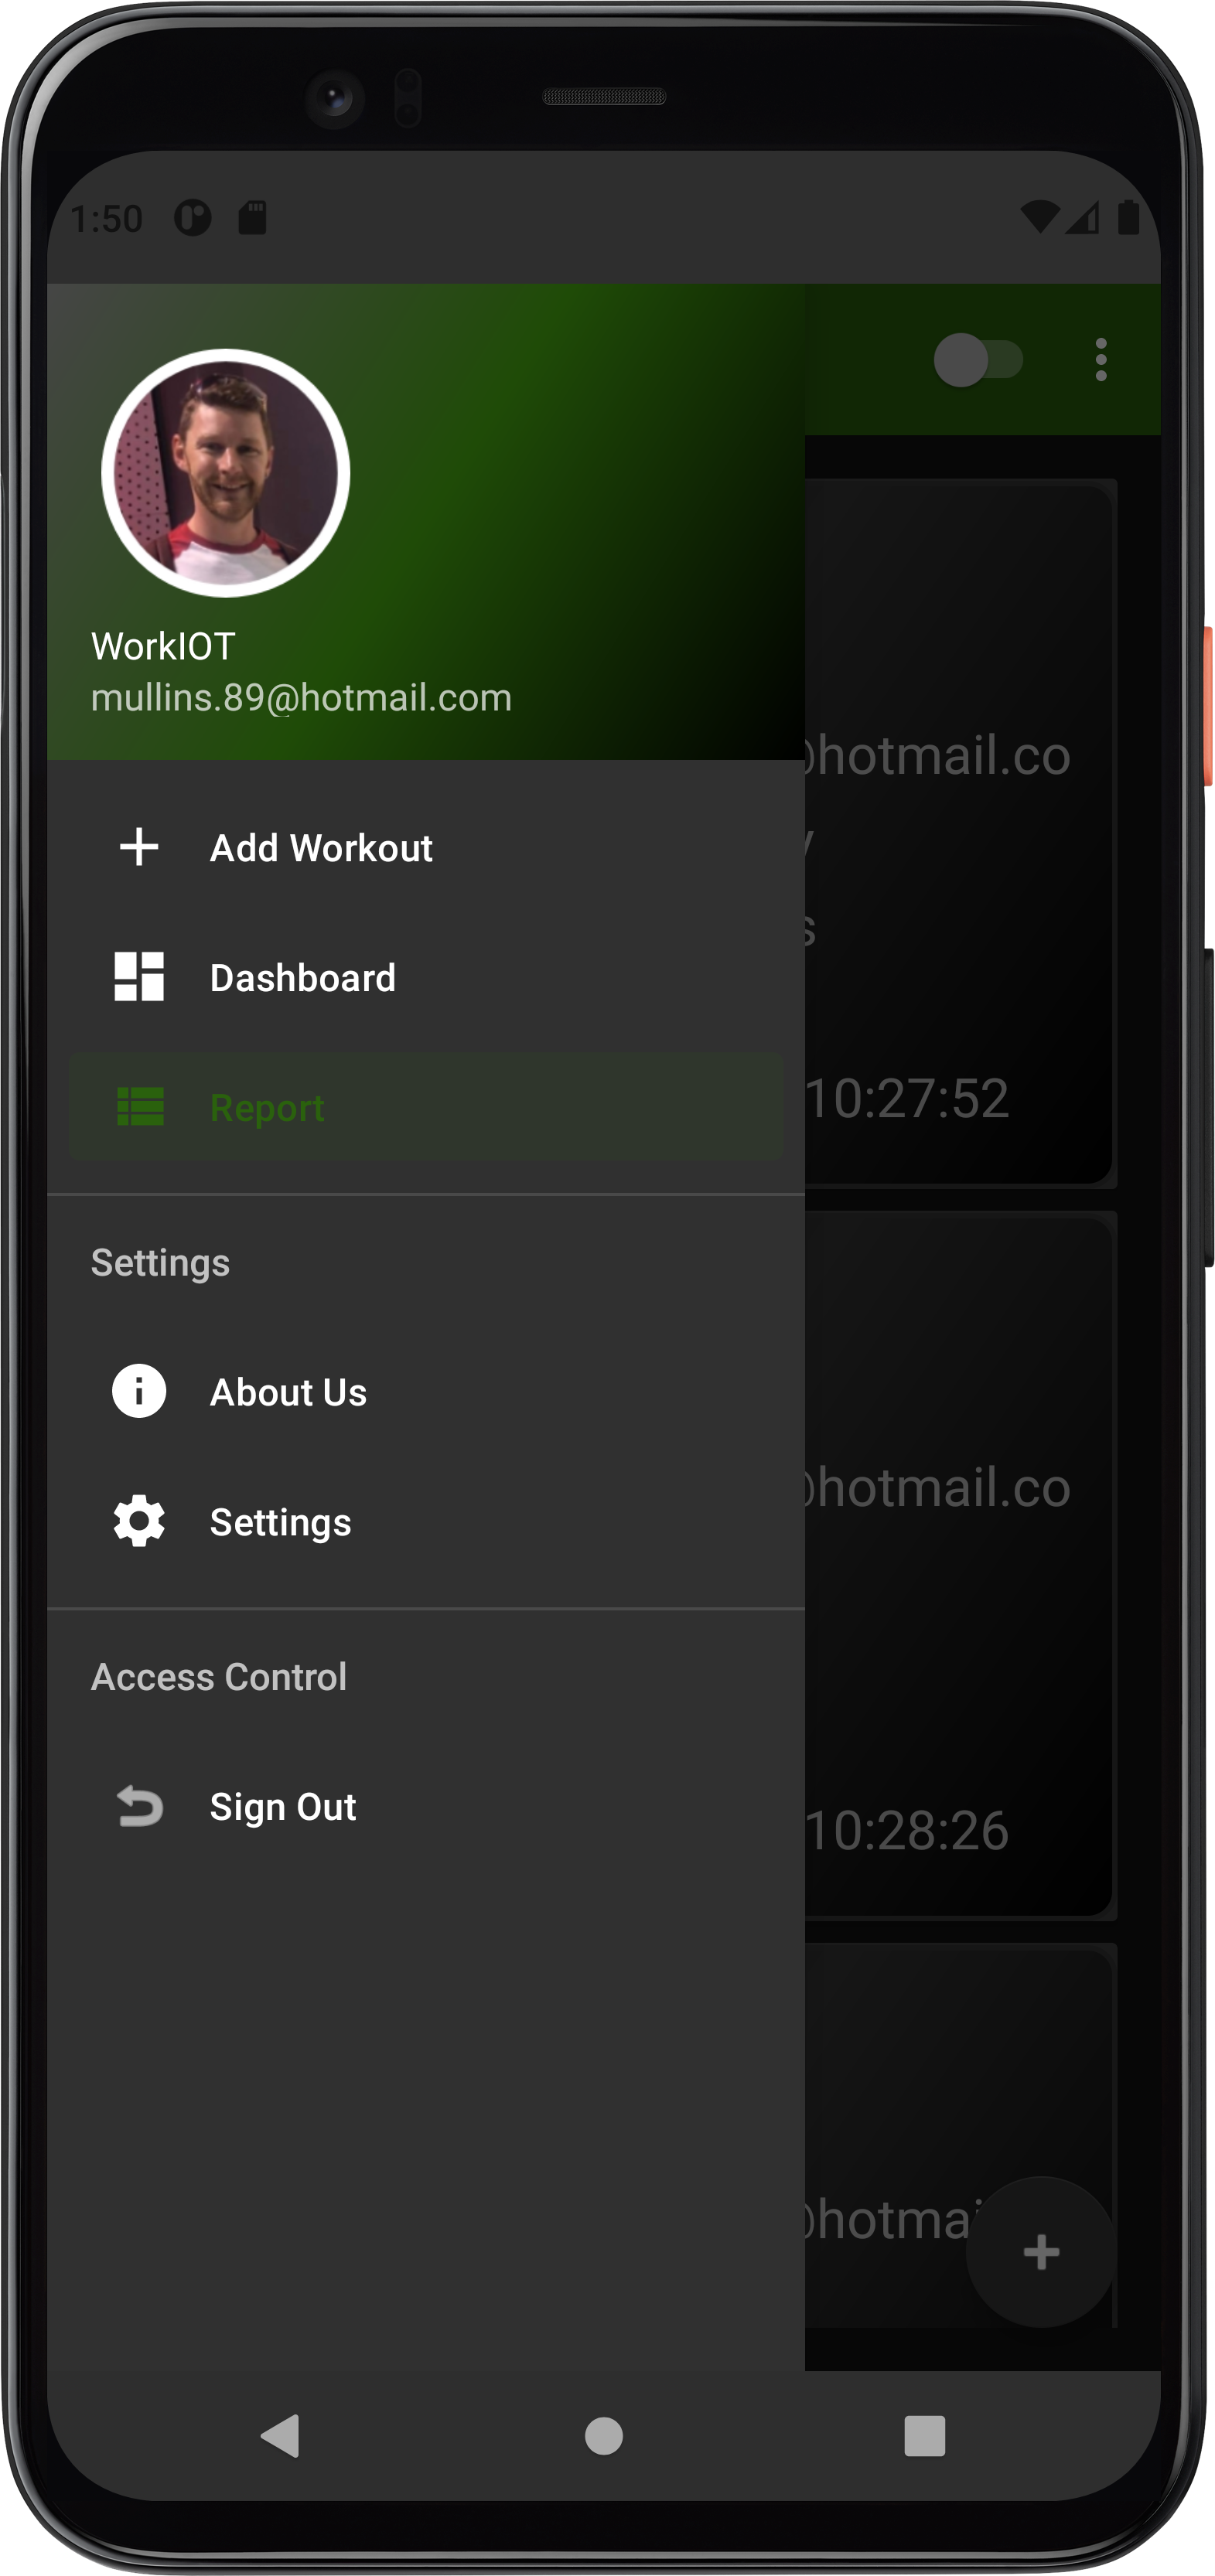 1:50
WorkIOT
mullins.89@hotmail.com
Add Workout
Dashboard
Report
Settings
About Us
Settings
Access Control
Sign Out
@hotmail.co
y
s
10:27:52
@hotmail.co
10:28:26
@hotmai